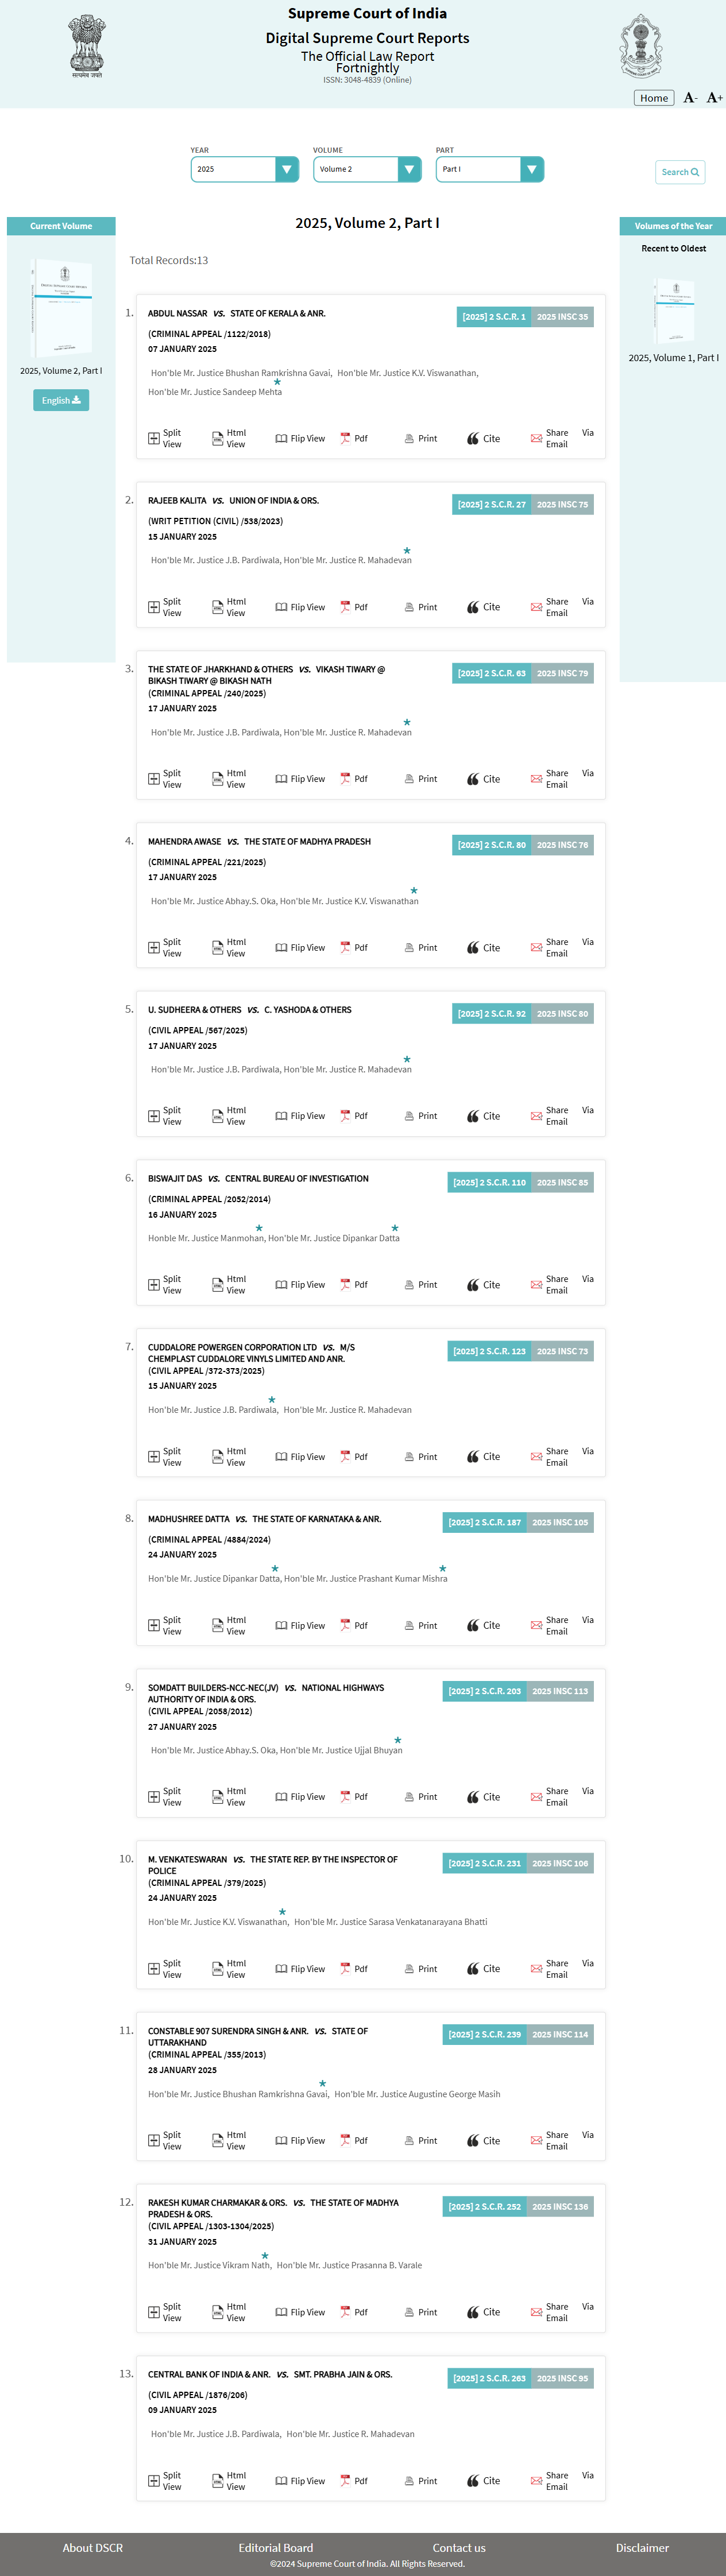 Supreme Court of India
Digital Supreme Court Reports
The Official Law Report
Fortnightly
ISSN: 3048-4839 (Online)
सत्यमेव जयते
Home A- A+
YEAR VOLUME PART
2025 Volume 2 Part I
Search
Current Volume
2025, Volume 2, Part I
English
2025, Volume 2, Part I
Total Records:13
Volumes of the Year
Recent to Oldest
2025, Volume 1, Part I
1. ABDUL NASSAR VS. STATE OF KERALA & ANR. [2025] 2 S.C.R. 1 2025 INSC 35
(CRIMINAL APPEAL /1122/2018)
07 JANUARY 2025
Hon'ble Mr. Justice Bhushan Ramkrishna Gavai, Hon'ble Mr. Justice K.V. Viswanathan,
Hon'ble Mr. Justice Sandeep Mehta *
Split View Html View Flip View Pdf Print Cite Share Via Email
2. RAJEEB KALITA VS. UNION OF INDIA & ORS. [2025] 2 S.C.R. 27 2025 INSC 75
(WRIT PETITION (CIVIL) /538/2023)
15 JANUARY 2025
Hon'ble Mr. Justice J.B. Pardiwala, Hon'ble Mr. Justice R. Mahadevan *
Split View Html View Flip View Pdf Print Cite Share Via Email
3. THE STATE OF JHARKHAND & OTHERS VS. VIKASH TIWARY @ [2025] 2 S.C.R. 63 2025 INSC 79
BIKASH TIWARY @ BIKASH NATH
(CRIMINAL APPEAL /240/2025)
17 JANUARY 2025
Hon'ble Mr. Justice J.B. Pardiwala, Hon'ble Mr. Justice R. Mahadevan *
Split View Html View Flip View Pdf Print Cite Share Via Email
4. MAHENDRA AWASE VS. THE STATE OF MADHYA PRADESH [2025] 2 S.C.R. 80 2025 INSC 76
(CRIMINAL APPEAL /221/2025)
17 JANUARY 2025
Hon'ble Mr. Justice Abhay.S. Oka, Hon'ble Mr. Justice K.V. Viswanathan *
Split View Html View Flip View Pdf Print Cite Share Via Email
5. U. SUDHEERA & OTHERS VS. C. YASHODA & OTHERS [2025] 2 S.C.R. 92 2025 INSC 80
(CIVIL APPEAL /567/2025)
17 JANUARY 2025
Hon'ble Mr. Justice J.B. Pardiwala, Hon'ble Mr. Justice R. Mahadevan *
Split View Html View Flip View Pdf Print Cite Share Via Email
6. BISWAJIT DAS VS. CENTRAL BUREAU OF INVESTIGATION [2025] 2 S.C.R. 110 2025 INSC 85
(CRIMINAL APPEAL /2052/2014)
16 JANUARY 2025
Honble Mr. Justice Manmohan *, Hon'ble Mr. Justice Dipankar Datta *
Split View Html View Flip View Pdf Print Cite Share Via Email
7. CUDDALORE POWERGEN CORPORATION LTD VS. M/S [2025] 2 S.C.R. 123 2025 INSC 73
CHEMPLAST CUDDALORE VINYLS LIMITED AND ANR.
(CIVIL APPEAL /372-373/2025)
15 JANUARY 2025
Hon'ble Mr. Justice J.B. Pardiwala *, Hon'ble Mr. Justice R. Mahadevan
Split View Html View Flip View Pdf Print Cite Share Via Email
8. MADHUSHREE DATTA VS. THE STATE OF KARNATAKA & ANR. [2025] 2 S.C.R. 187 2025 INSC 105
(CRIMINAL APPEAL /4884/2024)
24 JANUARY 2025
Hon'ble Mr. Justice Dipankar Datta *, Hon'ble Mr. Justice Prashant Kumar Mishra *
Split View Html View Flip View Pdf Print Cite Share Via Email
9. SOMDATT BUILDERS-NCC-NEC(JV) VS. NATIONAL HIGHWAYS [2025] 2 S.C.R. 203 2025 INSC 113
AUTHORITY OF INDIA & ORS.
(CIVIL APPEAL /2058/2012)
27 JANUARY 2025
Hon'ble Mr. Justice Abhay.S. Oka, Hon'ble Mr. Justice Ujjal Bhuyan *
Split View Html View Flip View Pdf Print Cite Share Via Email
10. M. VENKATESWARAN VS. THE STATE REP. BY THE INSPECTOR OF [2025] 2 S.C.R. 231 2025 INSC 106
POLICE
(CRIMINAL APPEAL /379/2025)
24 JANUARY 2025
Hon'ble Mr. Justice K.V. Viswanathan *, Hon'ble Mr. Justice Sarasa Venkatanarayana Bhatti
Split View Html View Flip View Pdf Print Cite Share Via Email
11. CONSTABLE 907 SURENDRA SINGH & ANR. VS. STATE OF [2025] 2 S.C.R. 239 2025 INSC 114
UTTARAKHAND
(CRIMINAL APPEAL /355/2013)
28 JANUARY 2025
Hon'ble Mr. Justice Bhushan Ramkrishna Gavai *, Hon'ble Mr. Justice Augustine George Masih
Split View Html View Flip View Pdf Print Cite Share Via Email
12. RAKESH KUMAR CHARMAKAR & ORS. VS. THE STATE OF MADHYA [2025] 2 S.C.R. 252 2025 INSC 136
PRADESH & ORS.
(CIVIL APPEAL /1303-1304/2025)
31 JANUARY 2025
Hon'ble Mr. Justice Vikram Nath *, Hon'ble Mr. Justice Prasanna B. Varale
Split View Html View Flip View Pdf Print Cite Share Via Email
13. CENTRAL BANK OF INDIA & ANR. VS. SMT. PRABHA JAIN & ORS. [2025] 2 S.C.R. 263 2025 INSC 95
(CIVIL APPEAL /1876/206)
09 JANUARY 2025
Hon'ble Mr. Justice J.B. Pardiwala, Hon'ble Mr. Justice R. Mahadevan
Split View Html View Flip View Pdf Print Cite Share Via Email
About DSCR Editorial Board Contact us Disclaimer
©2024 Supreme Court of India. All Rights Reserved.